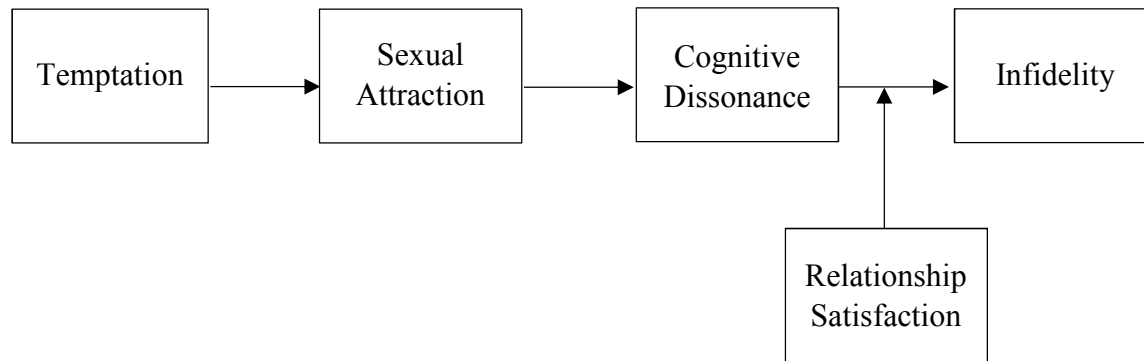 Temptation
Sexual
Attraction
Cognitive
Dissonance
Infidelity
Relationship
Satisfaction